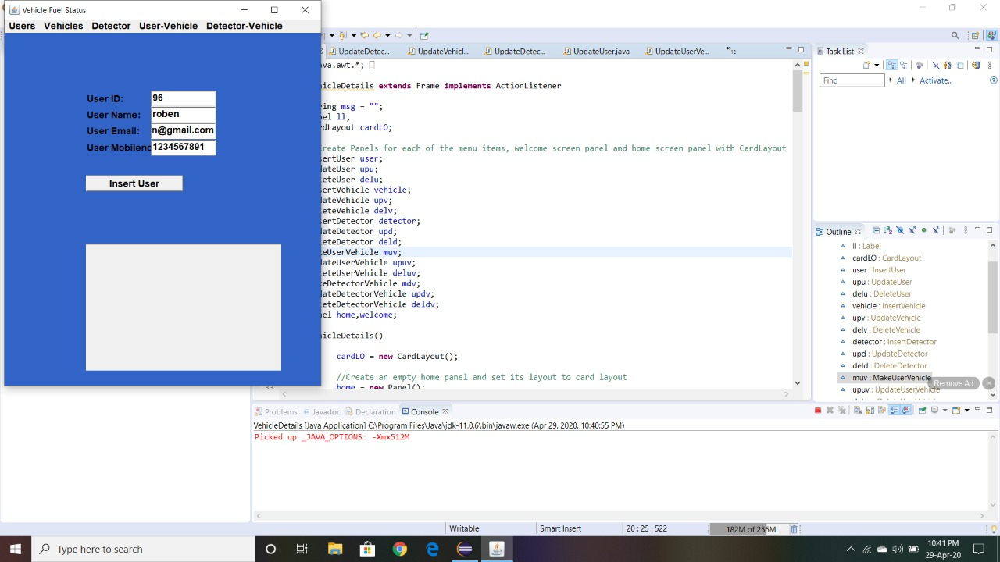 Vehicle Fuel Status
Users Vehicles Detector User-Vehicle Detector-Vehicle
User ID: 96
User Name: roben
User Email: n@gmail.com
User Mobileno 1234567891
Insert User
UpdateDetec... UpdateVehicl... UpdateDetec... UpdateUser.java UpdateUserVe... »12
ava.awt.*;
hicleDetails extends Frame implements ActionListener
ring msg = "";
bel ll;
rdLayout cardLO;
reate Panels for each of the menu items, welcome screen panel and home screen panel with CardLayout
sertUser user;
dateUser upu;
leteUser delu;
sertVehicle vehicle;
dateVehicle upv;
leteVehicle delv;
sertDetector detector;
dateDetector upd;
leteDetector deld;
keUserVehicle muv;
dateUserVehicle upuv;
leteUserVehicle deluv;
keDetectorVehicle mdv;
dateDetectorVehicle updv;
leteDetectorVehicle deldv;
nel home,welcome;
hicleDetails()
cardLO = new CardLayout();
//Create an empty home panel and set its layout to card layout
home = new Panel();
Task List
Find All Activate...
Outline
ll : Label
cardLO : CardLayout
user : InsertUser
upu : UpdateUser
delu : DeleteUser
vehicle : InsertVehicle
upv : UpdateVehicle
delv : DeleteVehicle
detector : InsertDetector
upd : UpdateDetector
deld : DeleteDetector
muv : MakeUserVehicle
upuv : UpdateUserVehicle
Remove Ad
Problems Javadoc Declaration Console
VehicleDetails [Java Application] C:\Program Files\Java\jdk-11.0.6\bin\javaw.exe (Apr 29, 2020, 10:40:55 PM)
Picked up _JAVA_OPTIONS: -Xmx512M
Writable Smart Insert 20 : 25 : 522 182M of 256M
Type here to search
10:41 PM
29-Apr-20